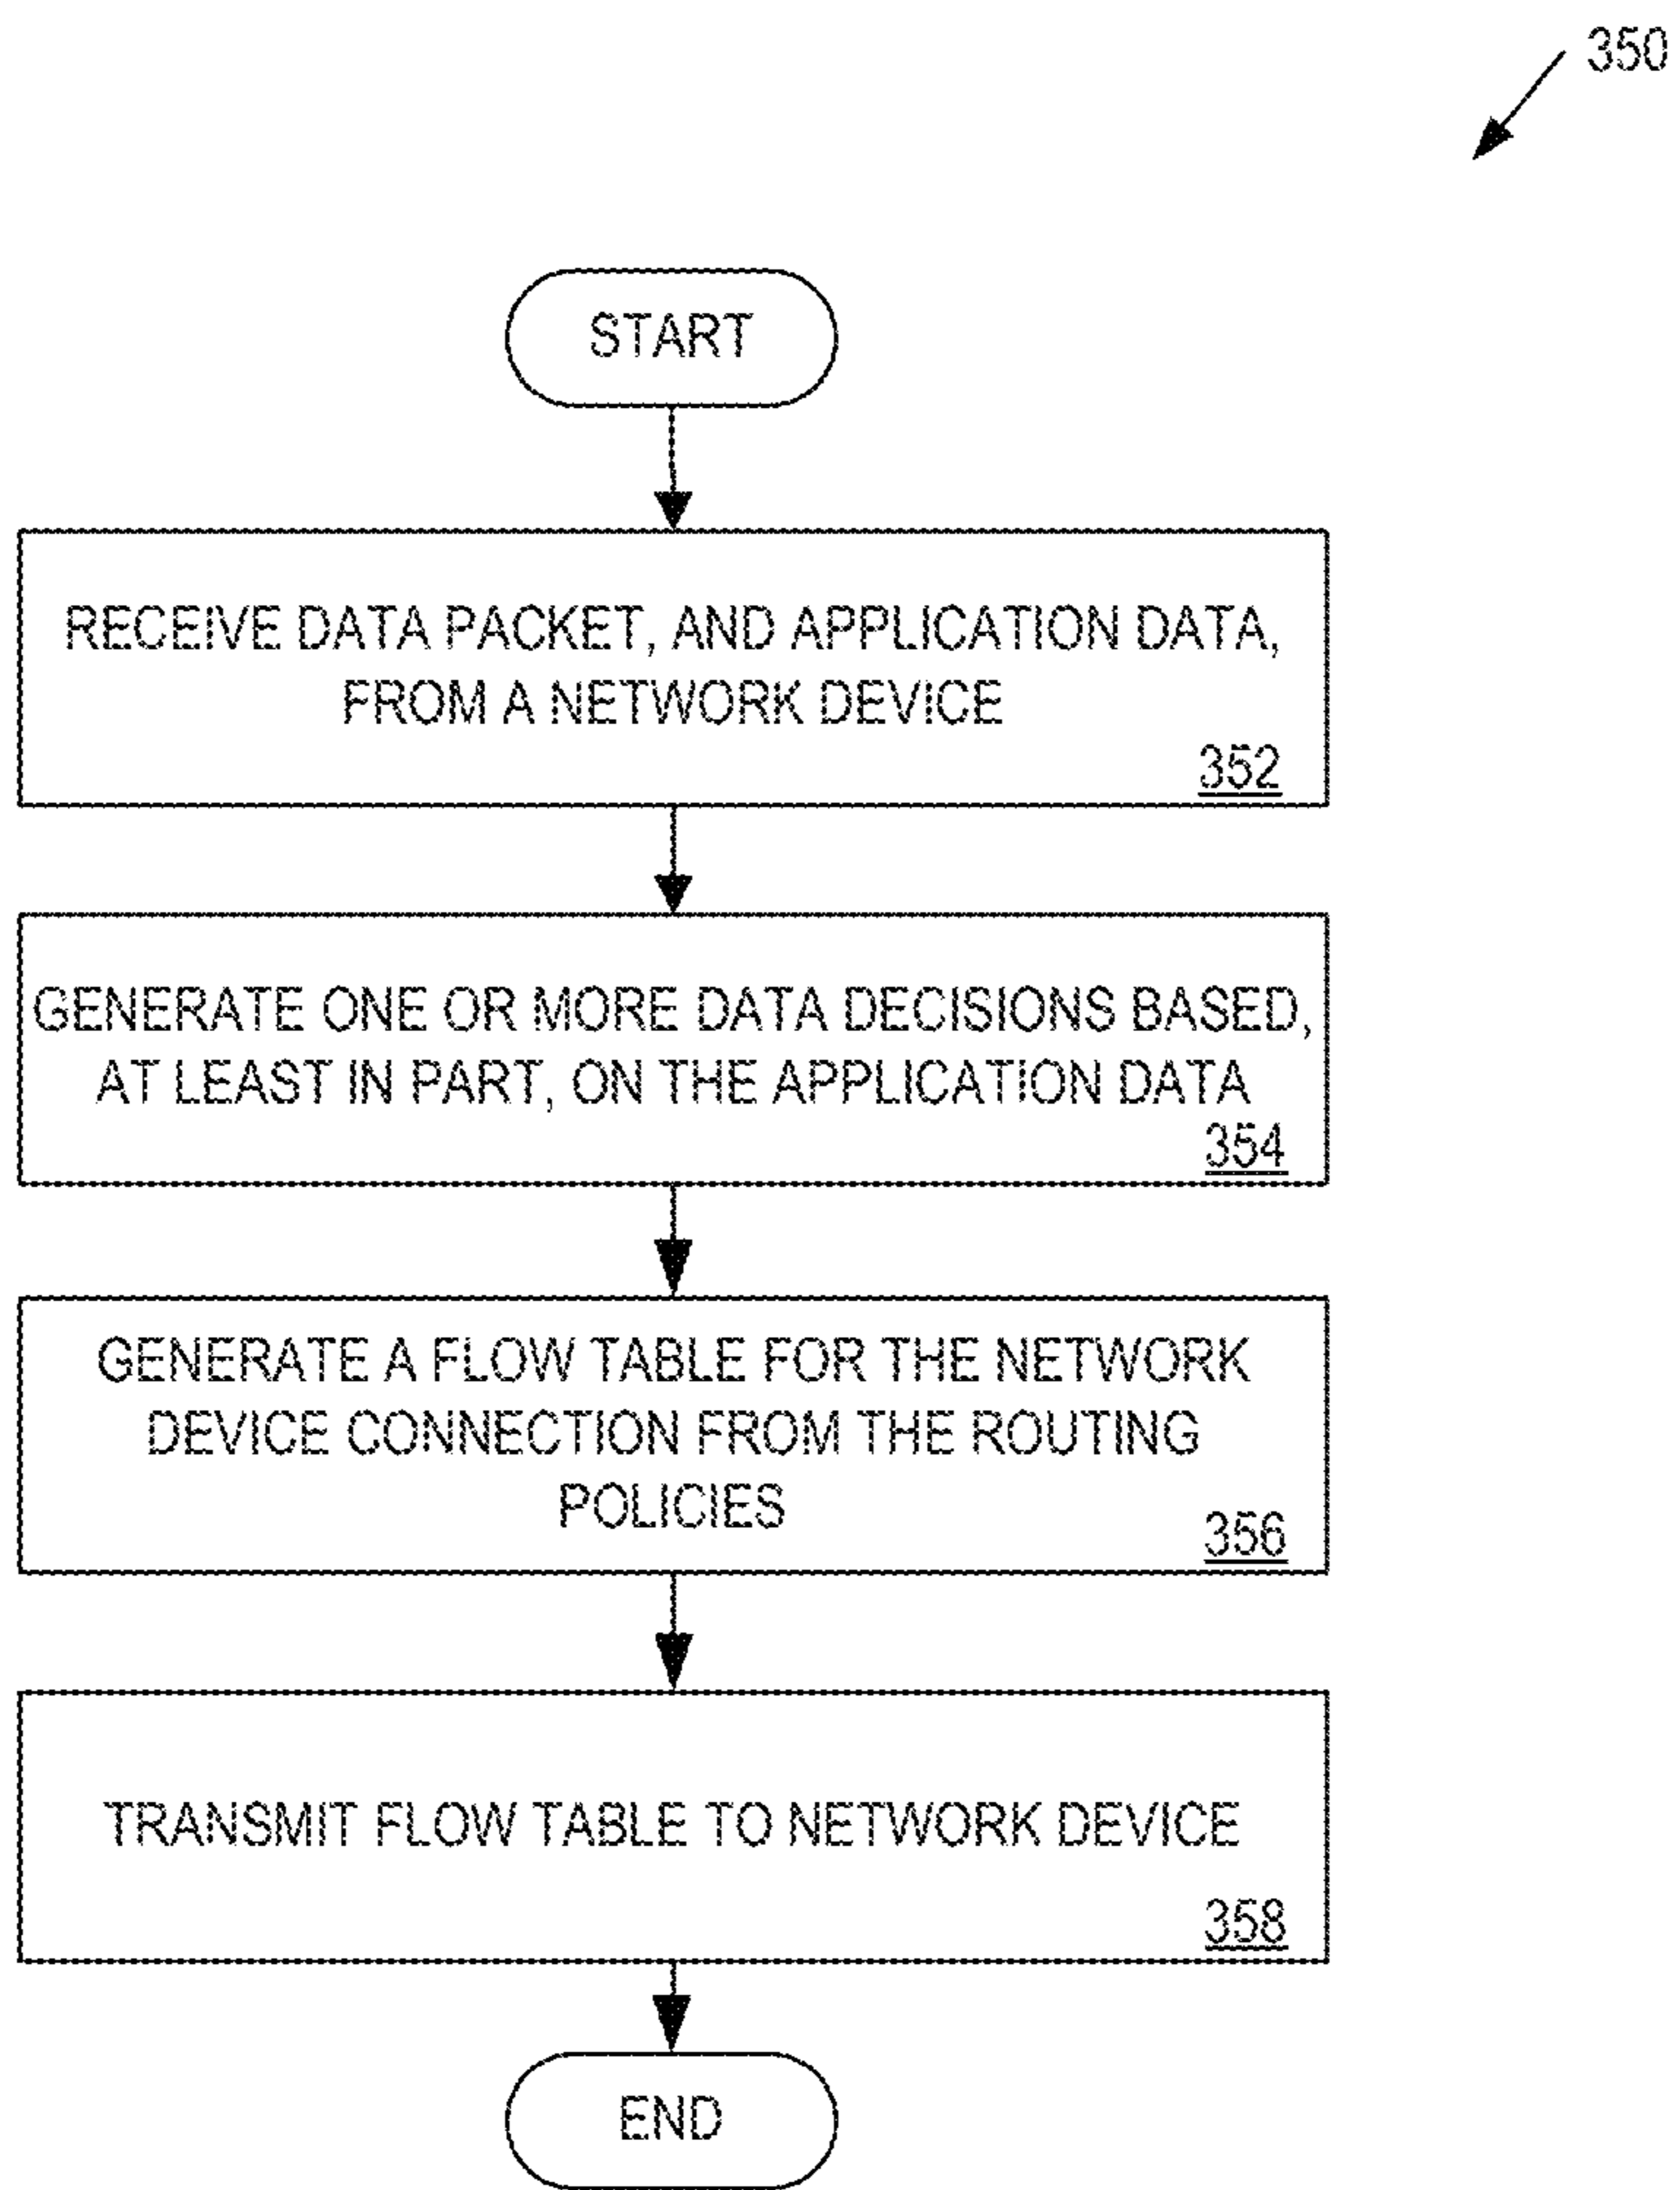 350
START
RECEIVE DATA PACKET, AND APPLICATION DATA,
FROM A NETWORK DEVICE
352
GENERATE ONE OR MORE DATA DECISIONS BASED,
AT LEAST IN PART, ON THE APPLICATION DATA
354
GENERATE A FLOW TABLE FOR THE NETWORK
DEVICE CONNECTION FROM THE ROUTING
POLICIES
356
TRANSMIT FLOW TABLE TO NETWORK DEVICE
358
END